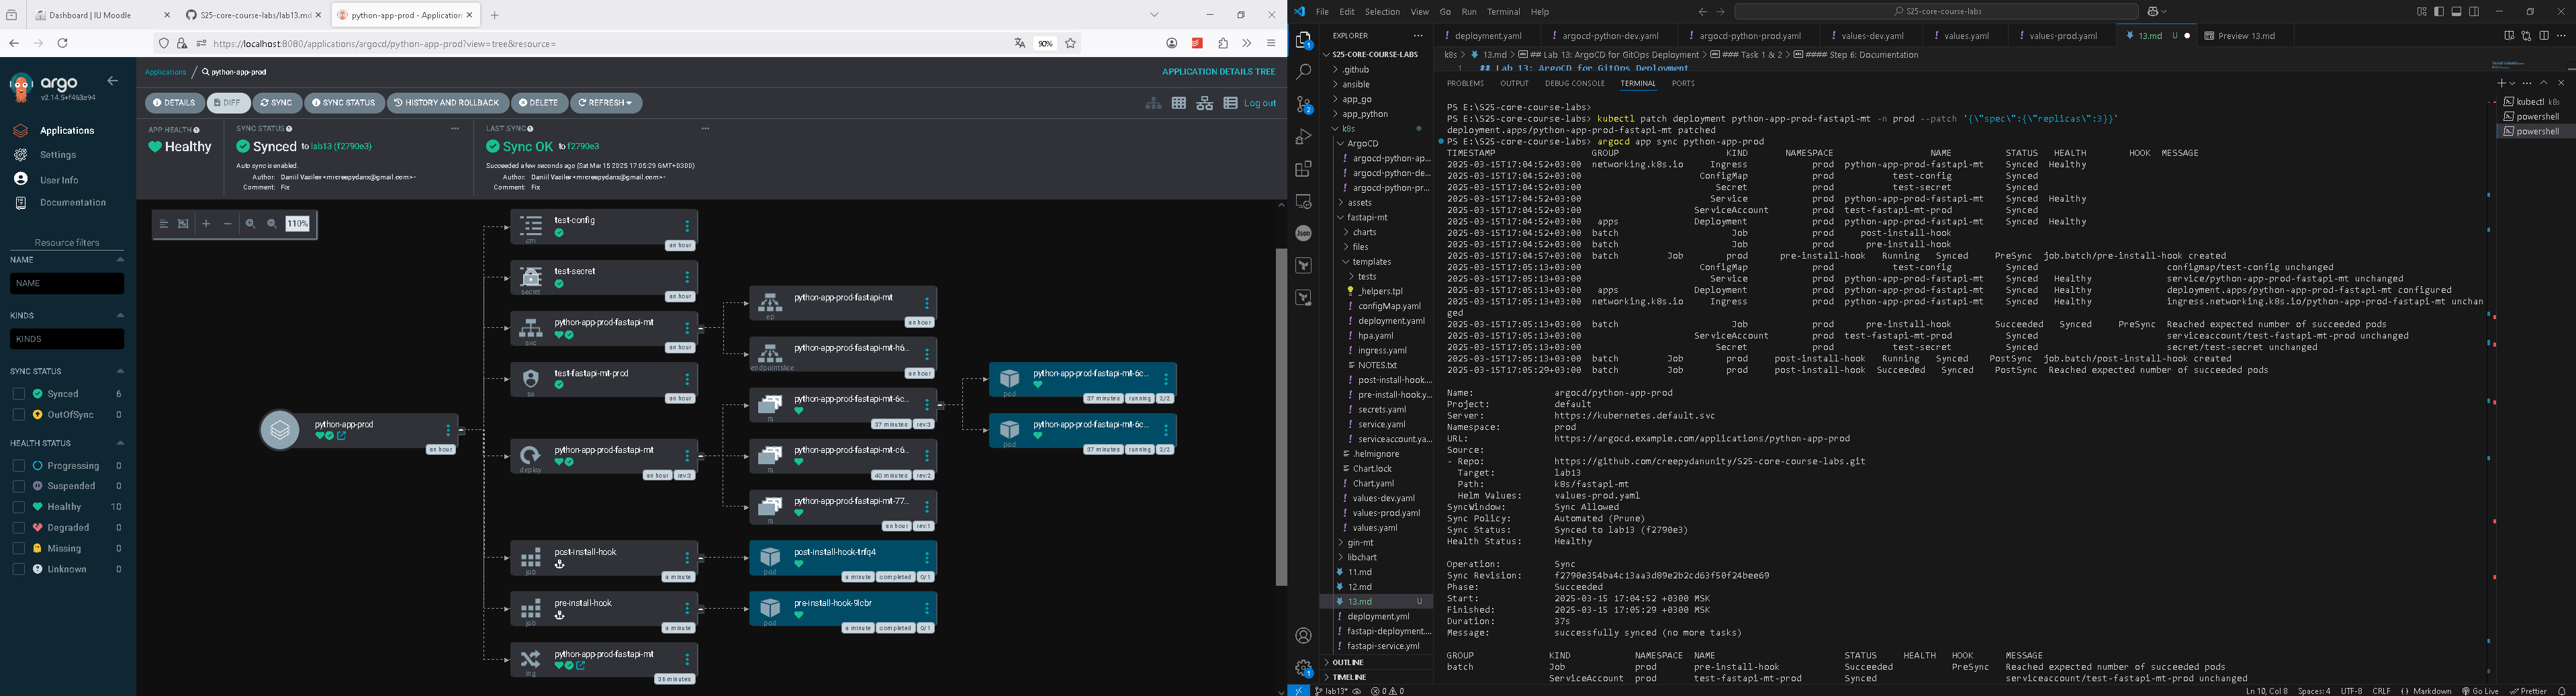 Dashboard | IU Moodle
S25-core-course-labs/lab13.md
python-app-prod - Application
https://localhost:8080/applications/argocd/python-app-prod?view=tree&resource=
90%
argo
v2.14.5+f463a94
Applications
Settings
User Info
Documentation
Resource filters
NAME
NAME
KINDS
KINDS
SYNC STATUS
Synced 6
OutOfSync 0
HEALTH STATUS
Progressing 0
Suspended 0
Healthy 10
Degraded 0
Missing 0
Unknown 0
Applications / python-app-prod
APPLICATION DETAILS TREE
DETAILS DIFF SYNC SYNC STATUS HISTORY AND ROLLBACK DELETE REFRESH
Log out
APP HEALTH
Healthy
SYNC STATUS
Synced to lab13 (f2790e3)
Auto sync is enabled.
Author: Daniil Vasilev <mrcreepydanx@gmail.com>-
Comment: Fix
LAST SYNC
Sync OK to f2790e3
Succeeded a few seconds ago (Sat Mar 15 2025 17:05:29 GMT+0300)
Author: Daniil Vasilev <mrcreepydanx@gmail.com>-
Comment: Fix
110%
python-app-prod
an hour
test-config
cm
an hour
test-secret
secret
an hour
python-app-prod-fastapi-mt
svc
an hour
test-fastapi-mt-prod
sa
an hour
python-app-prod-fastapi-mt
deploy
an hour rev:3
post-install-hook
job
a minute
pre-install-hook
job
a minute
python-app-prod-fastapi-mt
ing
36 minutes
python-app-prod-fastapi-mt
ep
an hour
python-app-prod-fastapi-mt-h6...
endpointslice
an hour
python-app-prod-fastapi-mt-6c...
rs
37 minutes rev:3
python-app-prod-fastapi-mt-c6...
rs
40 minutes rev:2
python-app-prod-fastapi-mt-77...
rs
an hour rev:1
post-install-hook-tnfq4
pod
a minute completed 0/1
pre-install-hook-9lcbr
pod
a minute completed 0/1
python-app-prod-fastapi-mt-6c...
pod
37 minutes running 2/2
python-app-prod-fastapi-mt-6c...
pod
37 minutes running 2/2
File Edit Selection View Go Run Terminal Help
S25-core-course-labs
EXPLORER
S25-CORE-COURSE-LABS
.github
ansible
app_go
app_python
k8s
ArgoCD
argocd-python-ap...
argocd-python-de...
argocd-python-pr...
assets
fastapi-mt
charts
files
templates
tests
_helpers.tpl
configMap.yaml
deployment.yaml
hpa.yaml
ingress.yaml
NOTES.txt
post-install-hook....
pre-install-hook.y...
secrets.yaml
service.yaml
serviceaccount.ya...
.helmignore
Chart.lock
Chart.yaml
values-dev.yaml
values-prod.yaml
values.yaml
gin-mt
libchart
11.md
12.md
13.md U
deployment.yml
fastapi-deployment....
fastapi-service.yml
OUTLINE
TIMELINE
deployment.yaml argocd-python-dev.yaml argocd-python-prod.yaml values-dev.yaml values.yaml values-prod.yaml 13.md U Preview 13.md
k8s > 13.md > ## Lab 13: ArgoCD for GitOps Deployment > ### Task 1 & 2 > #### Step 6: Documentation
1 ## Lab 13: ArgoCD for GitOps Deployment
PROBLEMS OUTPUT DEBUG CONSOLE TERMINAL PORTS
kubectl k8s
powershell
powershell
PS E:\S25-core-course-labs>
PS E:\S25-core-course-labs> kubectl patch deployment python-app-prod-fastapi-mt -n prod --patch '{\"spec\":{\"replicas\":3}}'
deployment.apps/python-app-prod-fastapi-mt patched
PS E:\S25-core-course-labs> argocd app sync python-app-prod
TIMESTAMP GROUP KIND NAMESPACE NAME STATUS HEALTH HOOK MESSAGE
2025-03-15T17:04:52+03:00 networking.k8s.io Ingress prod python-app-prod-fastapi-mt Synced Healthy
2025-03-15T17:04:52+03:00 ConfigMap prod test-config Synced
2025-03-15T17:04:52+03:00 Secret prod test-secret Synced
2025-03-15T17:04:52+03:00 Service prod python-app-prod-fastapi-mt Synced Healthy
2025-03-15T17:04:52+03:00 ServiceAccount prod test-fastapi-mt-prod Synced
2025-03-15T17:04:52+03:00 apps Deployment prod python-app-prod-fastapi-mt Synced Healthy
2025-03-15T17:04:52+03:00 batch Job prod post-install-hook
2025-03-15T17:04:52+03:00 batch Job prod pre-install-hook
2025-03-15T17:04:57+03:00 batch Job prod pre-install-hook Running Synced PreSync job.batch/pre-install-hook created
2025-03-15T17:05:13+03:00 ConfigMap prod test-config Synced configmap/test-config unchanged
2025-03-15T17:05:13+03:00 Service prod python-app-prod-fastapi-mt Synced Healthy service/python-app-prod-fastapi-mt unchanged
2025-03-15T17:05:13+03:00 apps Deployment prod python-app-prod-fastapi-mt Synced Healthy deployment.apps/python-app-prod-fastapi-mt configured
2025-03-15T17:05:13+03:00 networking.k8s.io Ingress prod python-app-prod-fastapi-mt Synced Healthy ingress.networking.k8s.io/python-app-prod-fastapi-mt unchan
ged
2025-03-15T17:05:13+03:00 batch Job prod pre-install-hook Succeeded Synced PreSync Reached expected number of succeeded pods
2025-03-15T17:05:13+03:00 ServiceAccount prod test-fastapi-mt-prod Synced serviceaccount/test-fastapi-mt-prod unchanged
2025-03-15T17:05:13+03:00 Secret prod test-secret Synced secret/test-secret unchanged
2025-03-15T17:05:13+03:00 batch Job prod post-install-hook Running Synced PostSync job.batch/post-install-hook created
2025-03-15T17:05:29+03:00 batch Job prod post-install-hook Succeeded Synced PostSync Reached expected number of succeeded pods
Name: argocd/python-app-prod
Project: default
Server: https://kubernetes.default.svc
Namespace: prod
URL: https://argocd.example.com/applications/python-app-prod
Source:
- Repo: https://github.com/creepydanunity/S25-core-course-labs.git
Target: lab13
Path: k8s/fastapi-mt
Helm Values: values-prod.yaml
SyncWindow: Sync Allowed
Sync Policy: Automated (Prune)
Sync Status: Synced to lab13 (f2790e3)
Health Status: Healthy
Operation: Sync
Sync Revision: f2790e354ba4c13aa3d89e2b2cd63f50f24bee69
Phase: Succeeded
Start: 2025-03-15 17:04:52 +0300 MSK
Finished: 2025-03-15 17:05:29 +0300 MSK
Duration: 37s
Message: successfully synced (no more tasks)
GROUP KIND NAMESPACE NAME STATUS HEALTH HOOK MESSAGE
batch Job prod pre-install-hook Succeeded PreSync Reached expected number of succeeded pods
ServiceAccount prod test-fastapi-mt-prod Synced serviceaccount/test-fastapi-mt-prod unchanged
lab13* 0 0
Ln 10, Col 8 Spaces: 4 UTF-8 CRLF Markdown Go Live Prettier